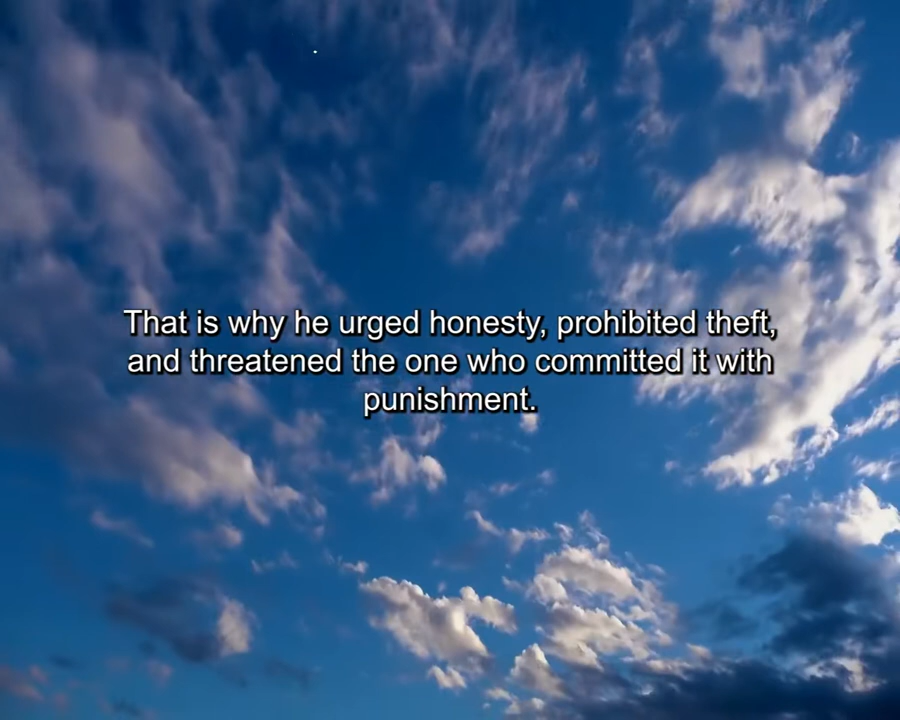 That is why he urged honesty, prohibited theft,
and threatened the one who committed it with
punishment.